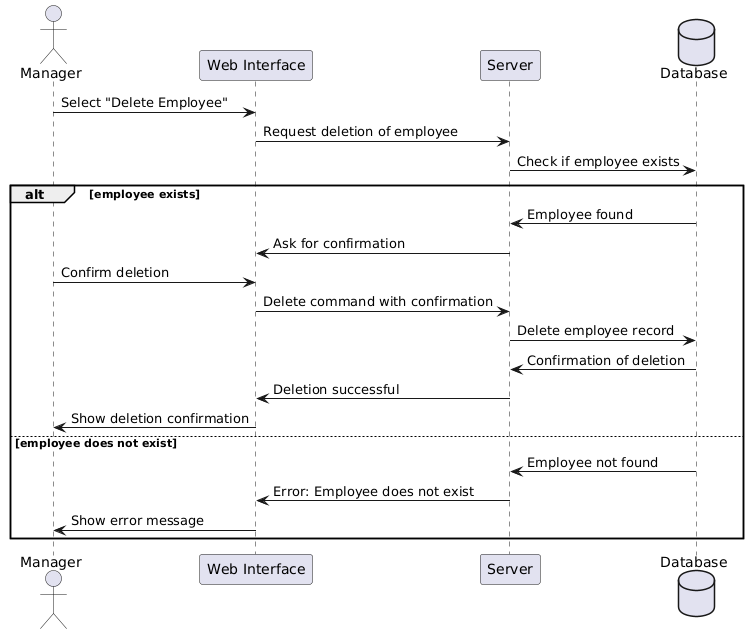 Manager
Web Interface
Server
Database
Select "Delete Employee"
Request deletion of employee
Check if employee exists
alt
[employee exists]
Employee found
Ask for confirmation
Confirm deletion
Delete command with confirmation
Delete employee record
Confirmation of deletion
Deletion successful
Show deletion confirmation
[employee does not exist]
Employee not found
Error: Employee does not exist
Show error message
Manager
Web Interface
Server
Database